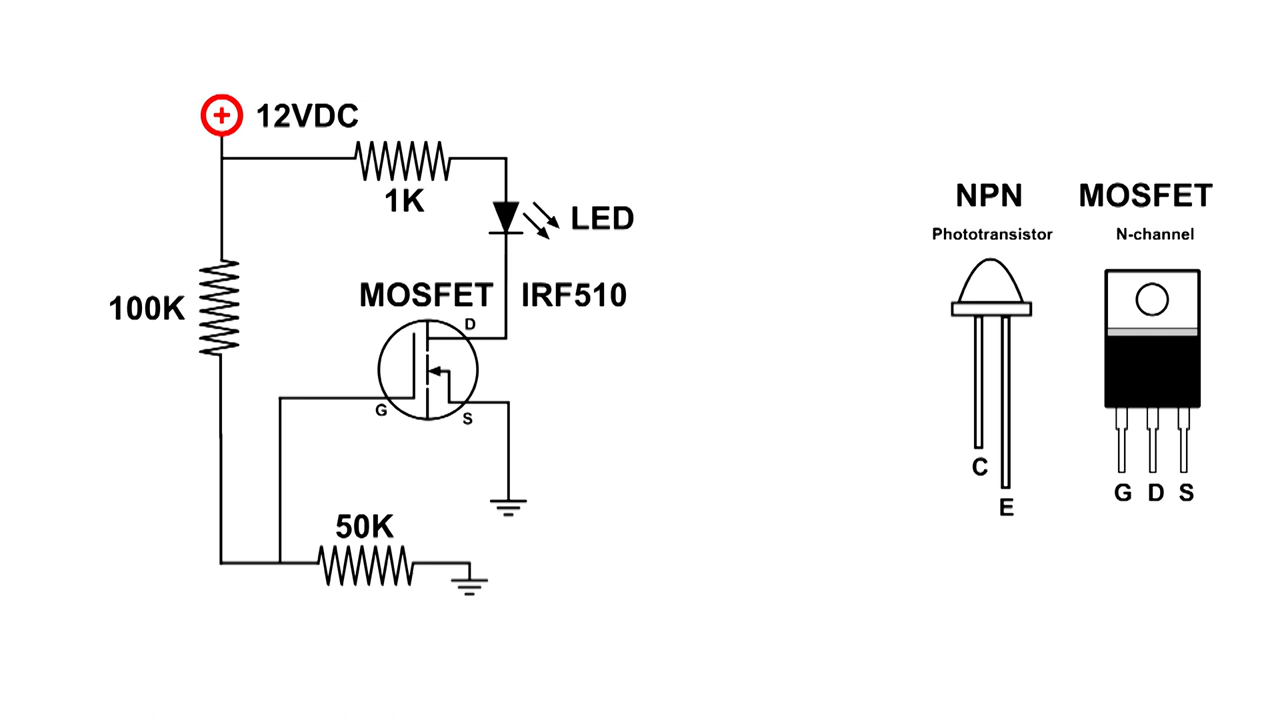 12VDC
1K
LED
100K
MOSFET IRF510
D
G
S
50K
NPN
Phototransistor
C
E
MOSFET
N-channel
G D S